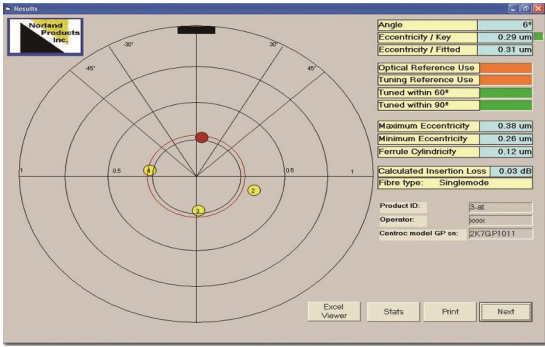 Results
Norland
Products
Inc.
-30°
30°
45°
45°
1
0.5
0.5
1
4
2
3
Angle 6°
Eccentricity / Key 0.29 um
Eccentricity / Fitted 0.31 um
Optical Reference Use
Tuning Reference Use
Tuned within 60°
Tuned within 90°
Maximum Eccentricity 0.38 um
Minimum Eccentricity 0.26 um
Ferrule Cylindricity 0.12 um
Calculated Insertion Loss 0.03 dB
Fibre type: Singlemode
Product ID: 3-at
Operator: xxxx
Centroc model GP sn: 2K7GP1011
Excel
Viewer
Stats
Print
Next